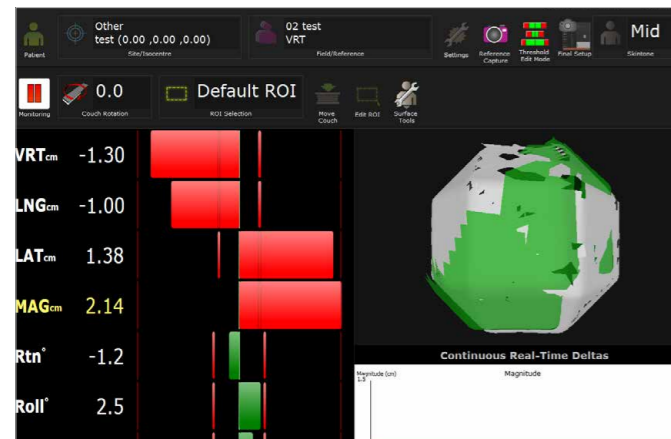 Other
test (0.00 ,0.00 ,0.00)
02 test
VRT
Mid
Patient
Site/Isocentre
Field/Reference
Settings
Reference
Capture
Threshold
Edit Mode
Final Setup
Skintone
0.0
Default ROI
Monitoring
Couch Rotation
ROI Selection
Move
Couch
Edit ROI
Surface
Tools
VRTcm -1.30
LNGcm -1.00
LATcm 1.38
MAGcm 2.14
Rtn° -1.2
Roll° 2.5
Continuous Real-Time Deltas
Magnitude (cm)
Magnitude
1.5